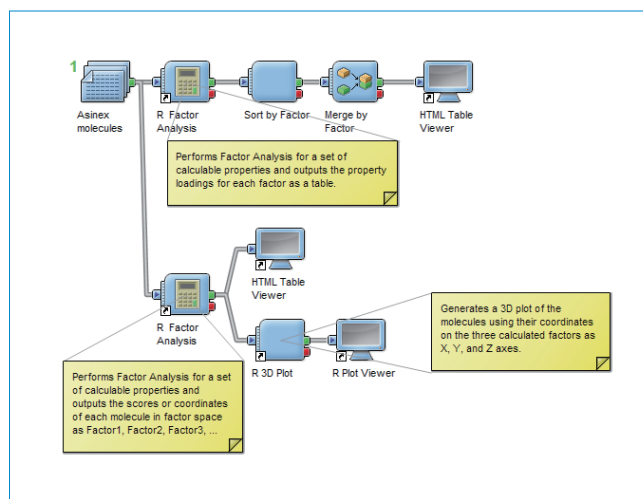 1
Asinex
molecules
R Factor
Analysis
Sort by Factor
Merge by
Factor
HTML Table
Viewer
Performs Factor Analysis for a set of
calculable properties and outputs the property
loadings for each factor as a table.
HTML Table
Viewer
R Factor
Analysis
R 3D Plot
R Plot Viewer
Generates a 3D plot of the
molecules using their coordinates
on the three calculated factors as
X, Y, and Z axes.
Performs Factor Analysis for a set
of calculable properties and
outputs the scores or coordinates
of each molecule in factor space
as Factor1, Factor2, Factor3, ...